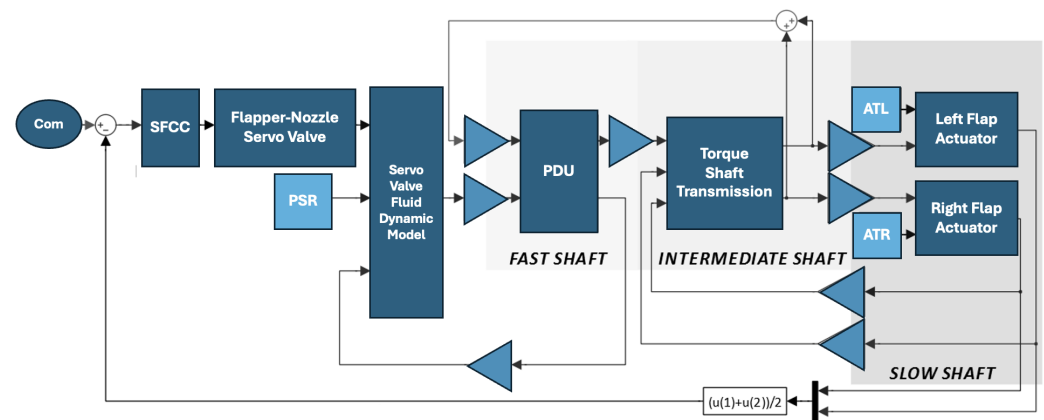 Com
+
−
SFCC
Flapper-Nozzle
Servo Valve
PSR
Servo
Valve
Fluid
Dynamic
Model
PDU
FAST SHAFT
+
+
Torque
Shaft
Transmission
INTERMEDIATE SHAFT
ATL
Left Flap
Actuator
Right Flap
Actuator
ATR
SLOW SHAFT
(u(1)+u(2))/2